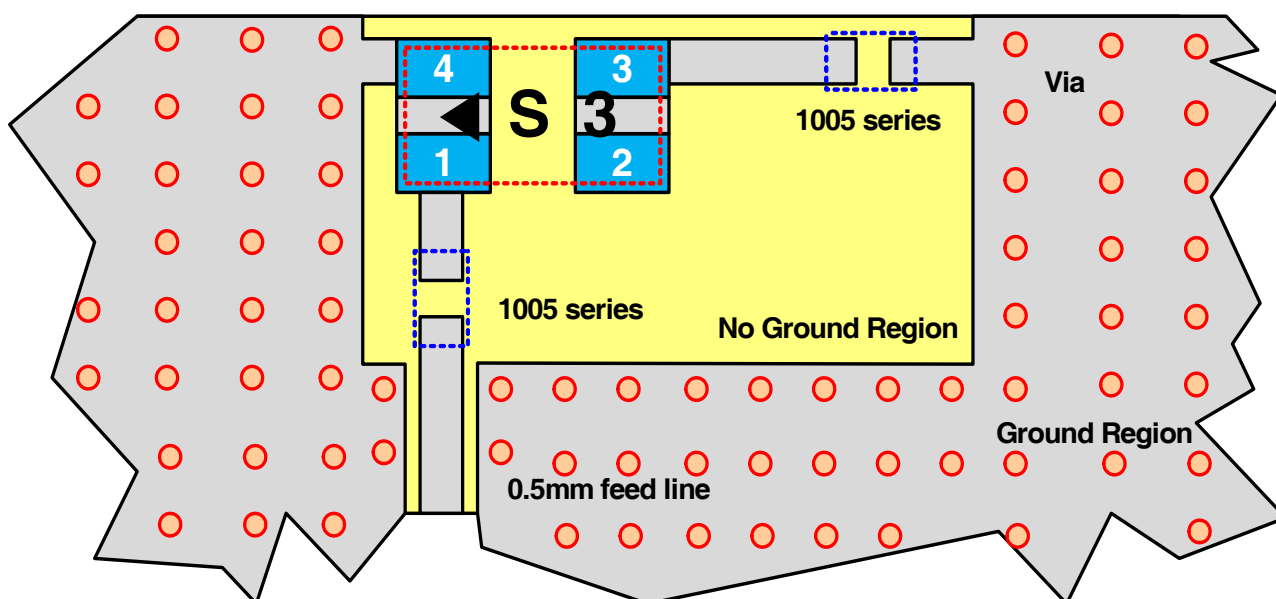 4
3
Via
S 3
1005 series
1
2
1005 series
No Ground Region
Ground Region
0.5mm feed line